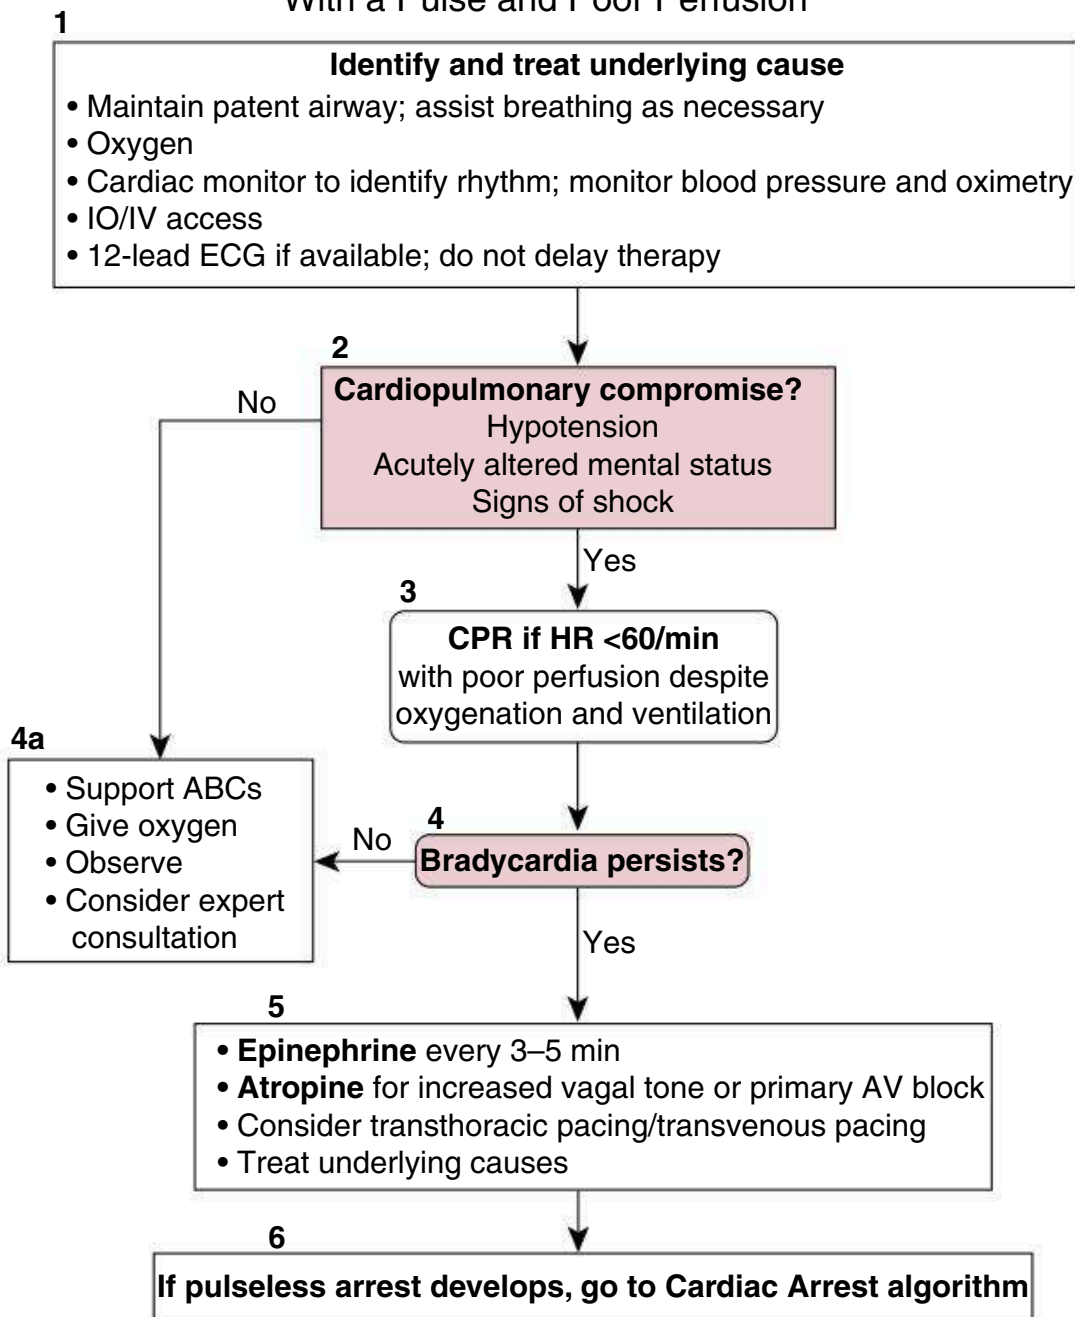 With a Pulse and Poor Perfusion
1
Identify and treat underlying cause
• Maintain patent airway; assist breathing as necessary
• Oxygen
• Cardiac monitor to identify rhythm; monitor blood pressure and oximetry
• IO/IV access
• 12-lead ECG if available; do not delay therapy
2
Cardiopulmonary compromise?
Hypotension
Acutely altered mental status
Signs of shock
No
Yes
3
CPR if HR <60/min
with poor perfusion despite
oxygenation and ventilation
4a
• Support ABCs
• Give oxygen
• Observe
• Consider expert
consultation
No
4
Bradycardia persists?
Yes
5
• Epinephrine every 3–5 min
• Atropine for increased vagal tone or primary AV block
• Consider transthoracic pacing/transvenous pacing
• Treat underlying causes
6
If pulseless arrest develops, go to Cardiac Arrest algorithm